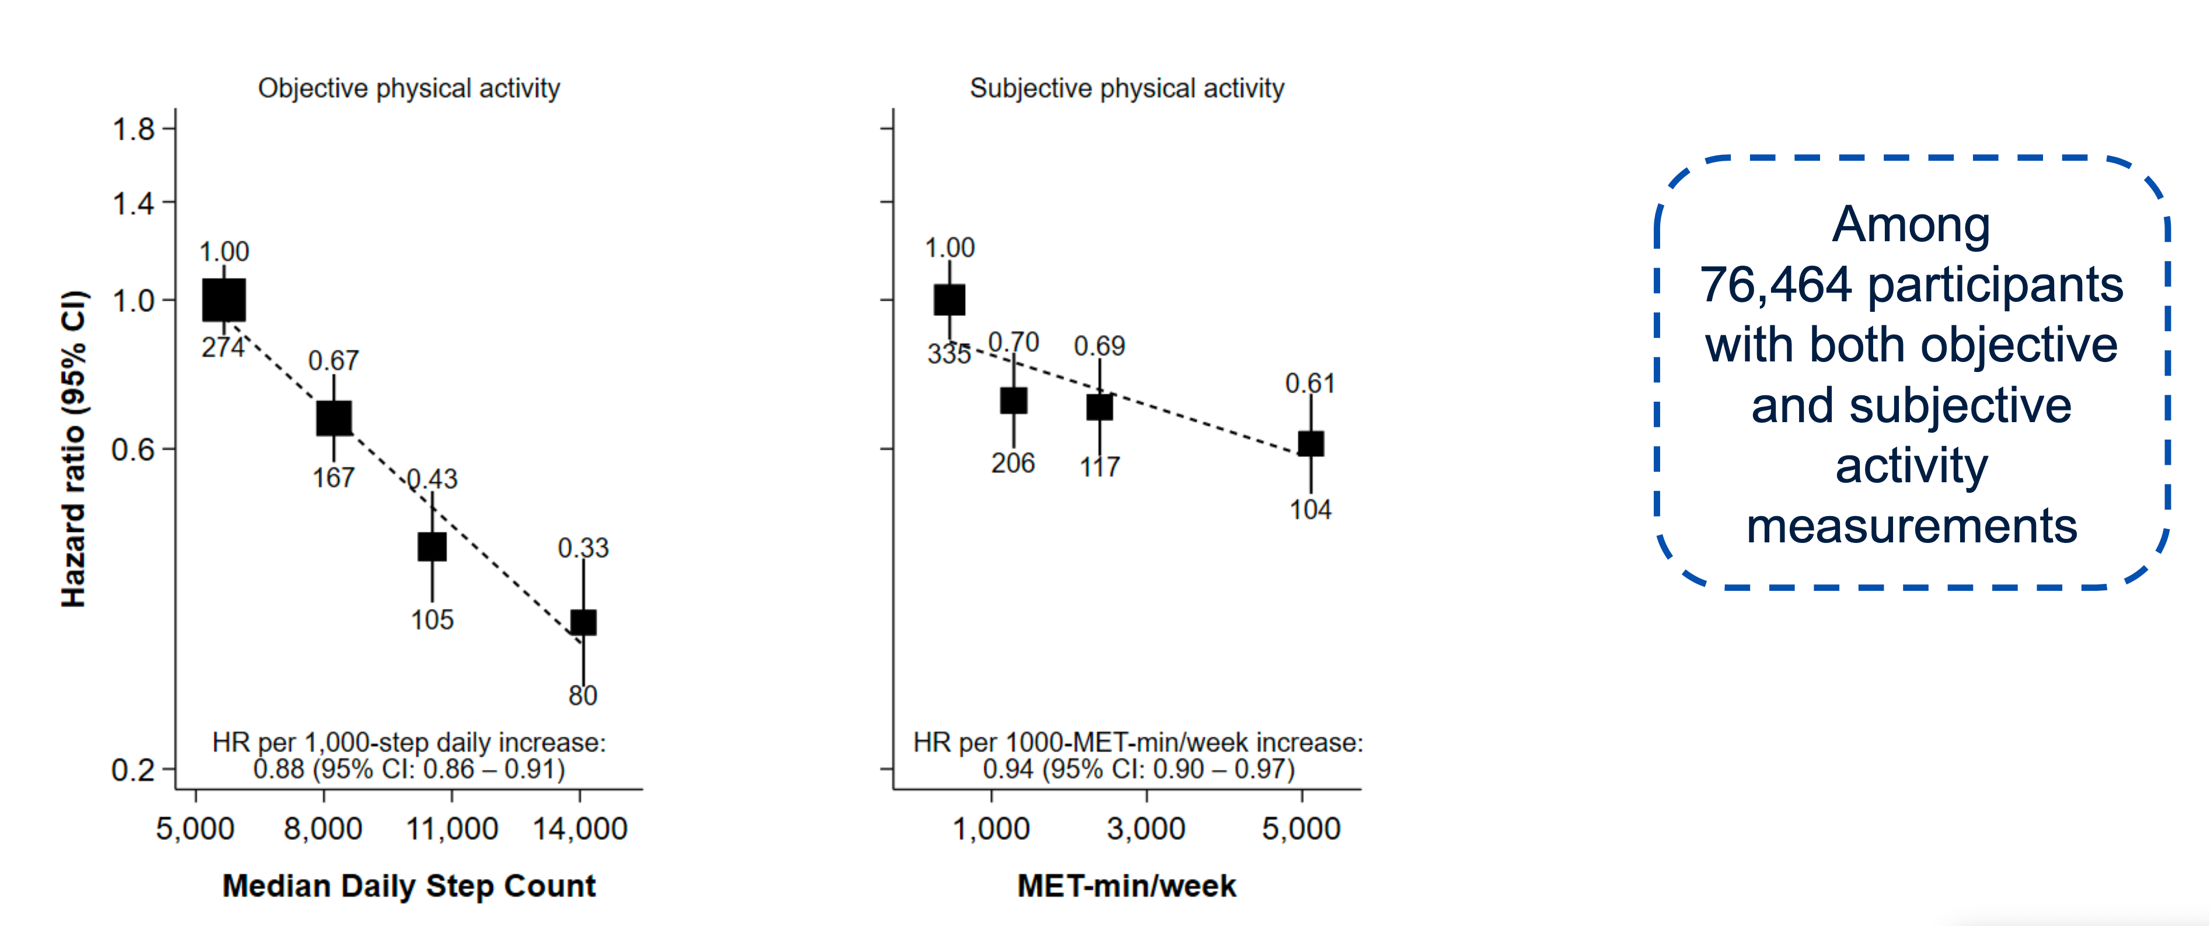 Objective physical activity
1.8
1.4
1.0
0.6
0.2
Hazard ratio (95% CI)
1.00
274
0.67
167
0.43
105
0.33
80
HR per 1,000-step daily increase:
0.88 (95% CI: 0.86 – 0.91)
5,000 8,000 11,000 14,000
Median Daily Step Count
Subjective physical activity
1.00
335
0.70
206
0.69
117
0.61
104
HR per 1000-MET-min/week increase:
0.94 (95% CI: 0.90 – 0.97)
1,000 3,000 5,000
MET-min/week
Among
76,464 participants
with both objective
and subjective
activity
measurements